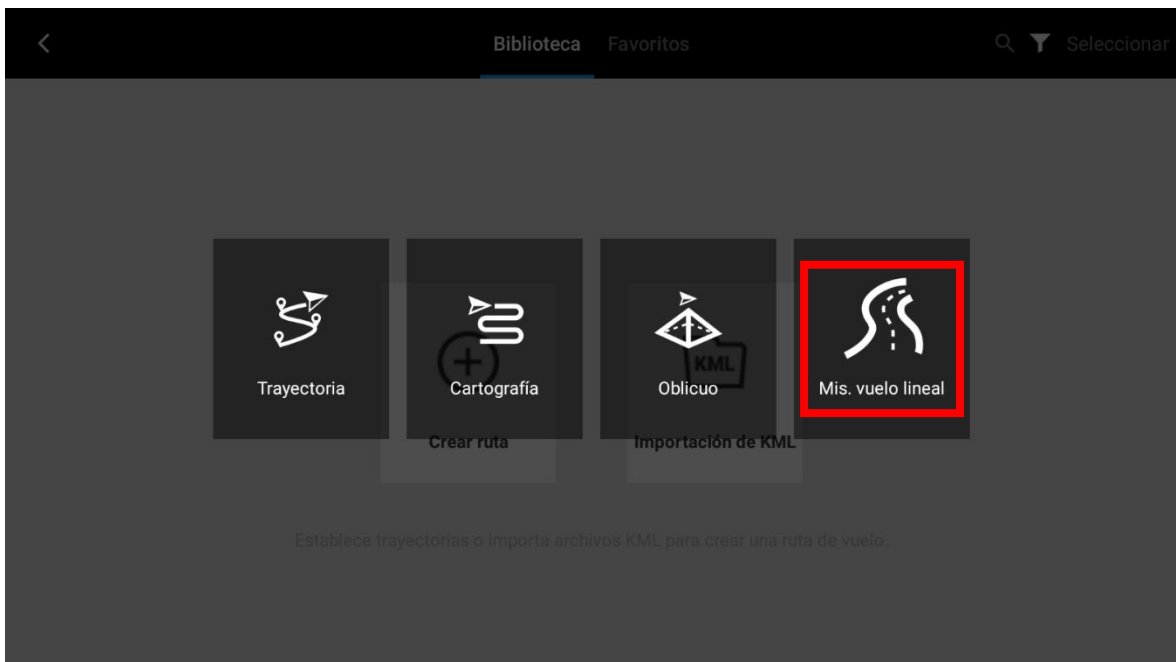 Biblioteca Favoritos Seleccionar
Trayectoria Cartografía Oblicuo Mis. vuelo lineal
KML
Crear ruta Importación de KML
Establece trayectorias o importa archivos KML para crear una ruta de vuelo.